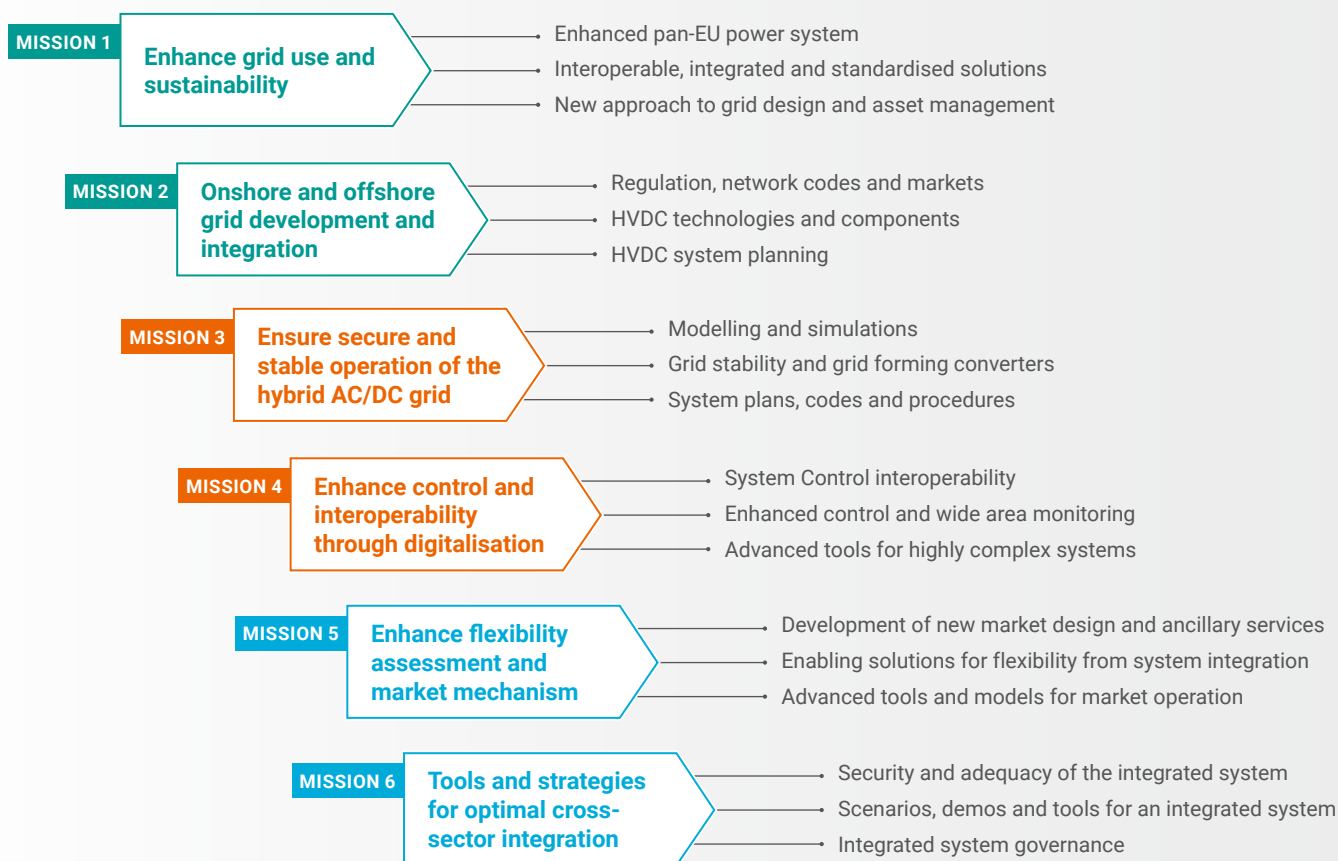 MISSION 1
Enhance grid use and
sustainability
Enhanced pan-EU power system
Interoperable, integrated and standardised solutions
New approach to grid design and asset management
MISSION 2
Onshore and offshore
grid development and
integration
Regulation, network codes and markets
HVDC technologies and components
HVDC system planning
MISSION 3
Ensure secure and
stable operation of the
hybrid AC/DC grid
Modelling and simulations
Grid stability and grid forming converters
System plans, codes and procedures
MISSION 4
Enhance control and
interoperability
through digitalisation
System Control interoperability
Enhanced control and wide area monitoring
Advanced tools for highly complex systems
MISSION 5
Enhance flexibility
assessment and
market mechanism
Development of new market design and ancillary services
Enabling solutions for flexibility from system integration
Advanced tools and models for market operation
MISSION 6
Tools and strategies
for optimal cross-
sector integration
Security and adequacy of the integrated system
Scenarios, demos and tools for an integrated system
Integrated system governance